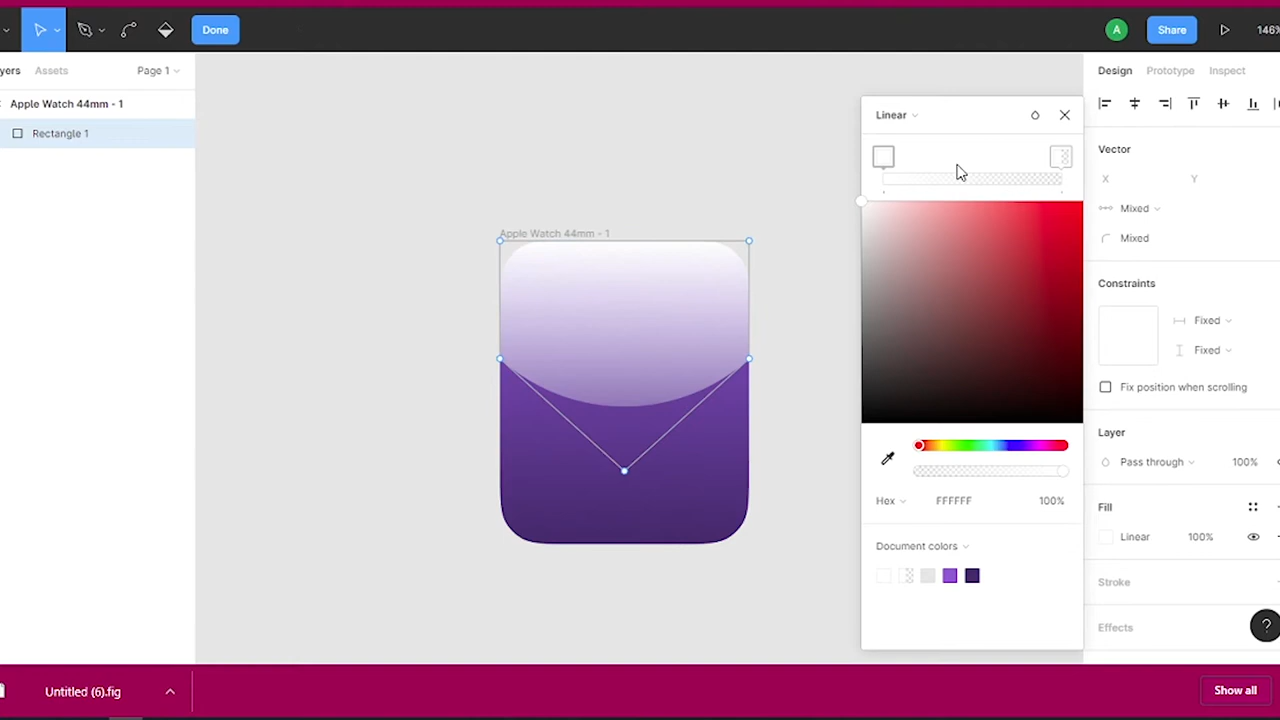 Done
A
Share
146%
yers
Assets
Page 1
Design
Prototype
Inspect
Apple Watch 44mm - 1
Rectangle 1
Linear
Vector
X
Y
Mixed
Mixed
Apple Watch 44mm - 1
Constraints
Fixed
Fixed
Fix position when scrolling
Layer
Pass through
100%
Hex
FFFFFF
100%
Fill
Linear
100%
Document colors
Stroke
Effects
?
Untitled (6).fig
Show all